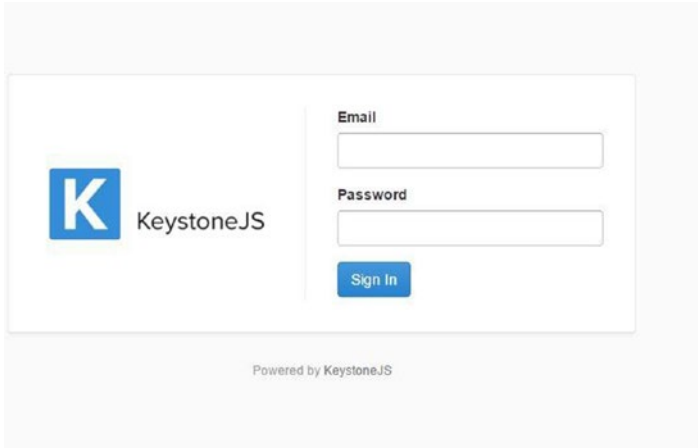 Email
Password
K
KeystoneJS
Sign In
Powered by KeystoneJS